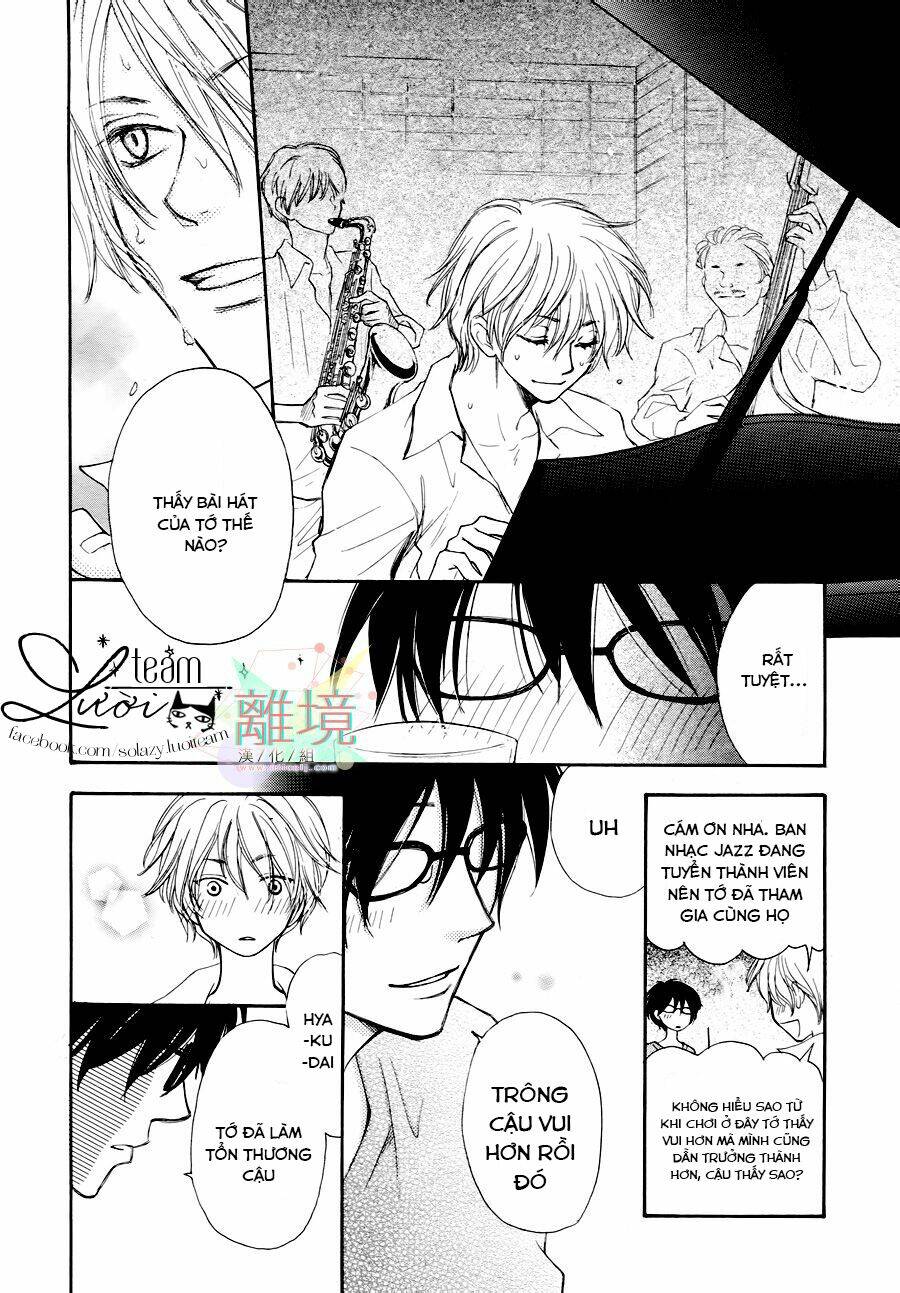 THẤY BÀI HÁT
CỦA TỚ THẾ
NÀO?
RẤT
TUYỆT...
team
Lười
facebook.com/solazy.luoiteam
離境
漢/化/組
CÁM ƠN NHA. BAN
NHẠC JAZZ ĐANG
TUYỂN THÀNH VIÊN
NÊN TỚ ĐÃ THAM
GIA CÙNG HỌ
KHÔNG HIỂU SAO TỪ
KHI CHƠI Ở ĐÂY TỚ THẤY
VUI HƠN MÀ MÌNH CŨNG
DẦN TRƯỞNG THÀNH
HƠN, CẬU THẤY SAO?
UH
TRÔNG
CẬU VUI
HƠN RỒI
ĐÓ
HYA
-KU
-DAI
TỚ ĐÃ LÀM
TỔN THƯƠNG
CẬU